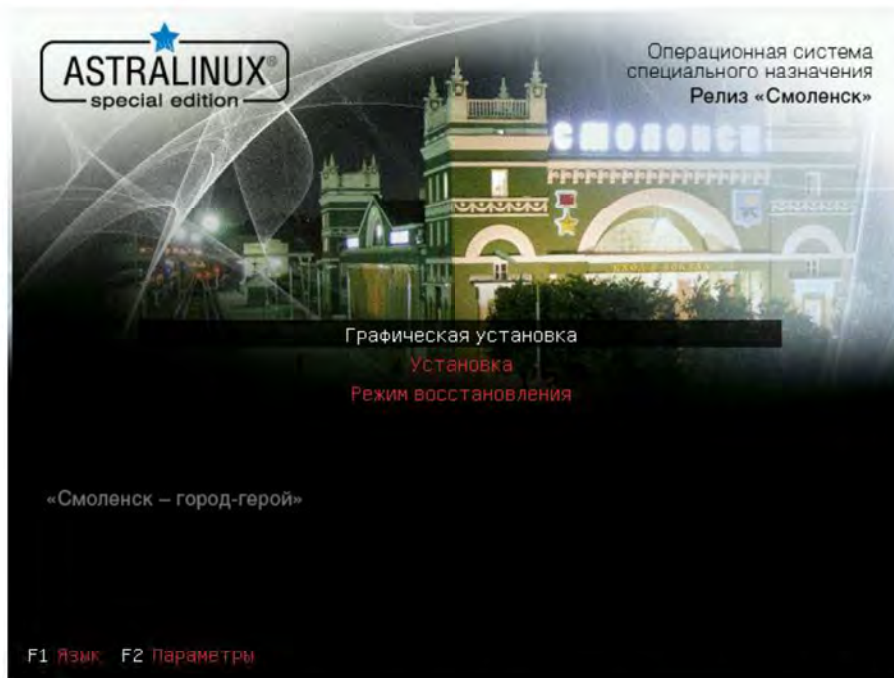 ASTRALINUX®
special edition
Операционная система
специального назначения
Релиз «Смоленск»
СМОЛЕНСК
Графическая установка
Установка
Режим восстановления
«Смоленск – город-герой»
F1 Язык F2 Параметры